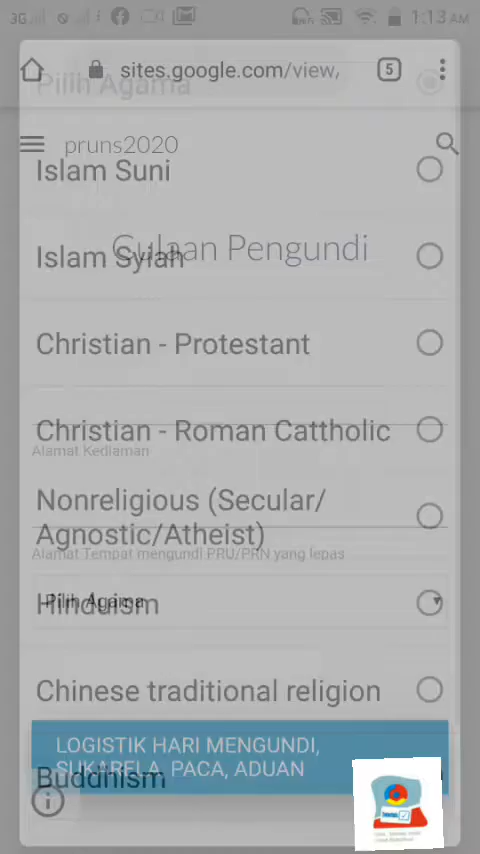 3G
1:13 AM
sites.google.com/view,
5
Pilih Agama
pruns2020
Islam Suni
Culaan Pengundi
Islam Syiah
Christian - Protestant
Christian - Roman Cattholic
Alamat Kediaman
Nonreligious (Secular/
Agnostic/Atheist)
Alamat Tempat mengundi PRU/PRN yang lepas
Pilih Agama
Hinduism
Chinese traditional religion
LOGISTIK HARI MENGUNDI,
SUKARELA, PACA, ADUAN
Buddhism